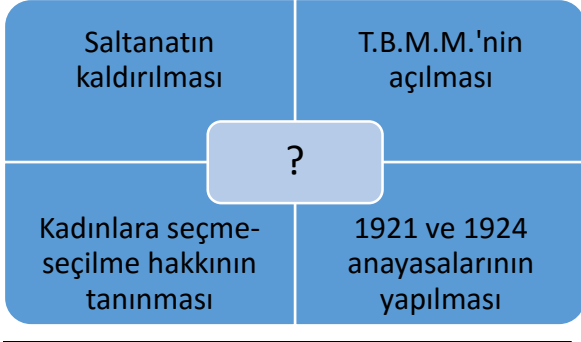 Saltanatın
kaldırılması
T.B.M.M.'nin
açılması
?
Kadınlara seçme-
seçilme hakkının
tanınması
1921 ve 1924
anayasalarının
yapılması